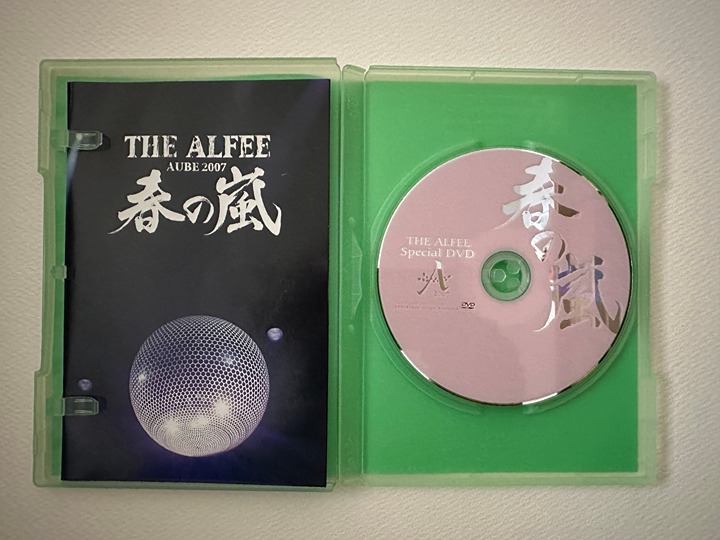 THE ALFEE
AUBE 2007
春の嵐
春の嵐
THE ALFEE
Special DVD
A
DVD